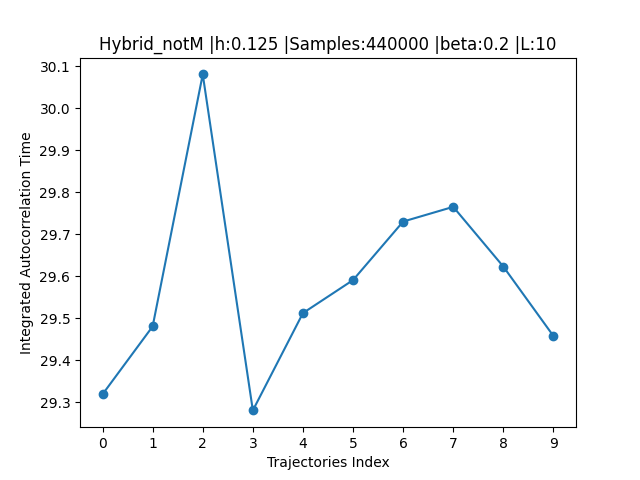 Hybrid_notM |h:0.125 |Samples:440000 |beta:0.2 |L:10
30.1
30.0
29.9
29.8
29.7
29.6
29.5
29.4
29.3
Integrated Autocorrelation Time
0 1 2 3 4 5 6 7 8 9
Trajectories Index